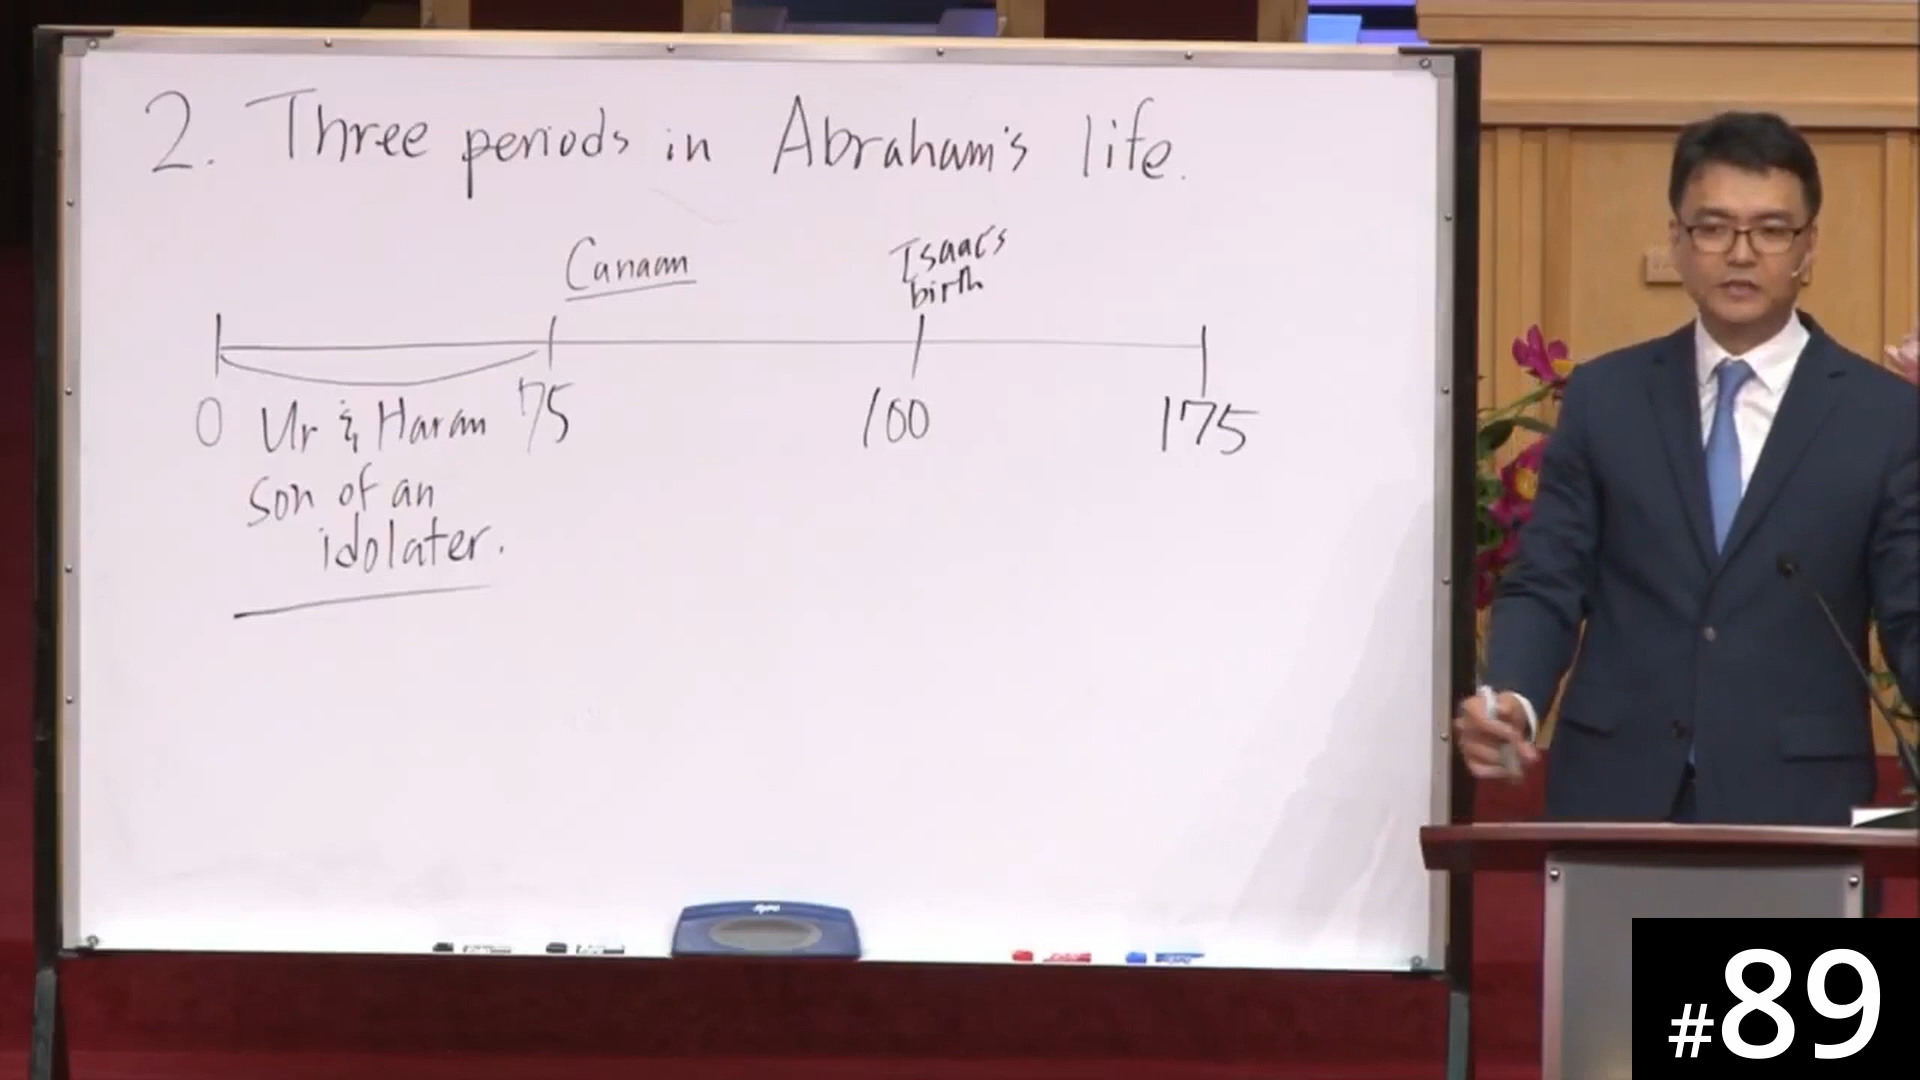 2. Three periods in Abraham's life.
Canaan
Isaac's
birth
0 Ur & Haran 75 100 175
son of an
idolater.
expo
#89